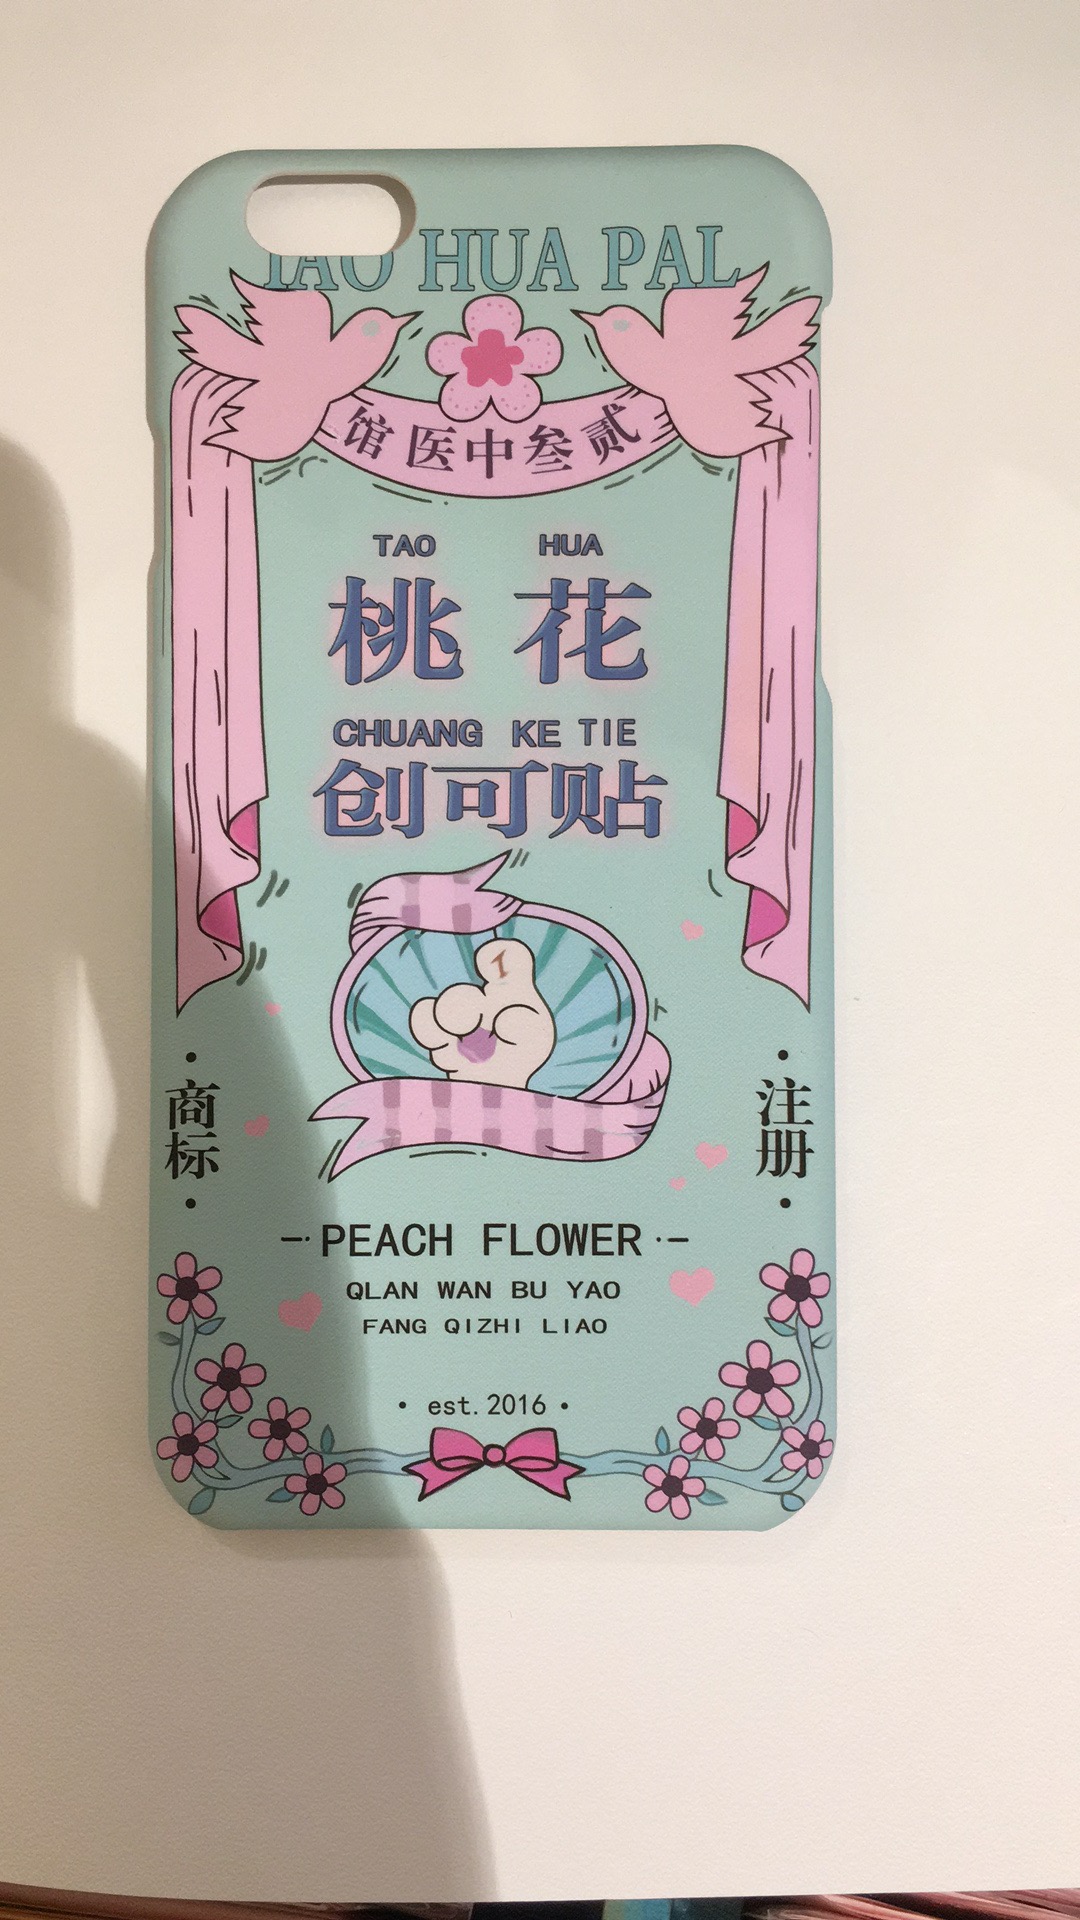 TAO HUA PAL
馆医中叁贰
TAO HUA
桃花
CHUANG KE TIE
创可贴
商标
注册
PEACH FLOWER
QLAN WAN BU YAO
FANG QIZHI LIAO
est.2016